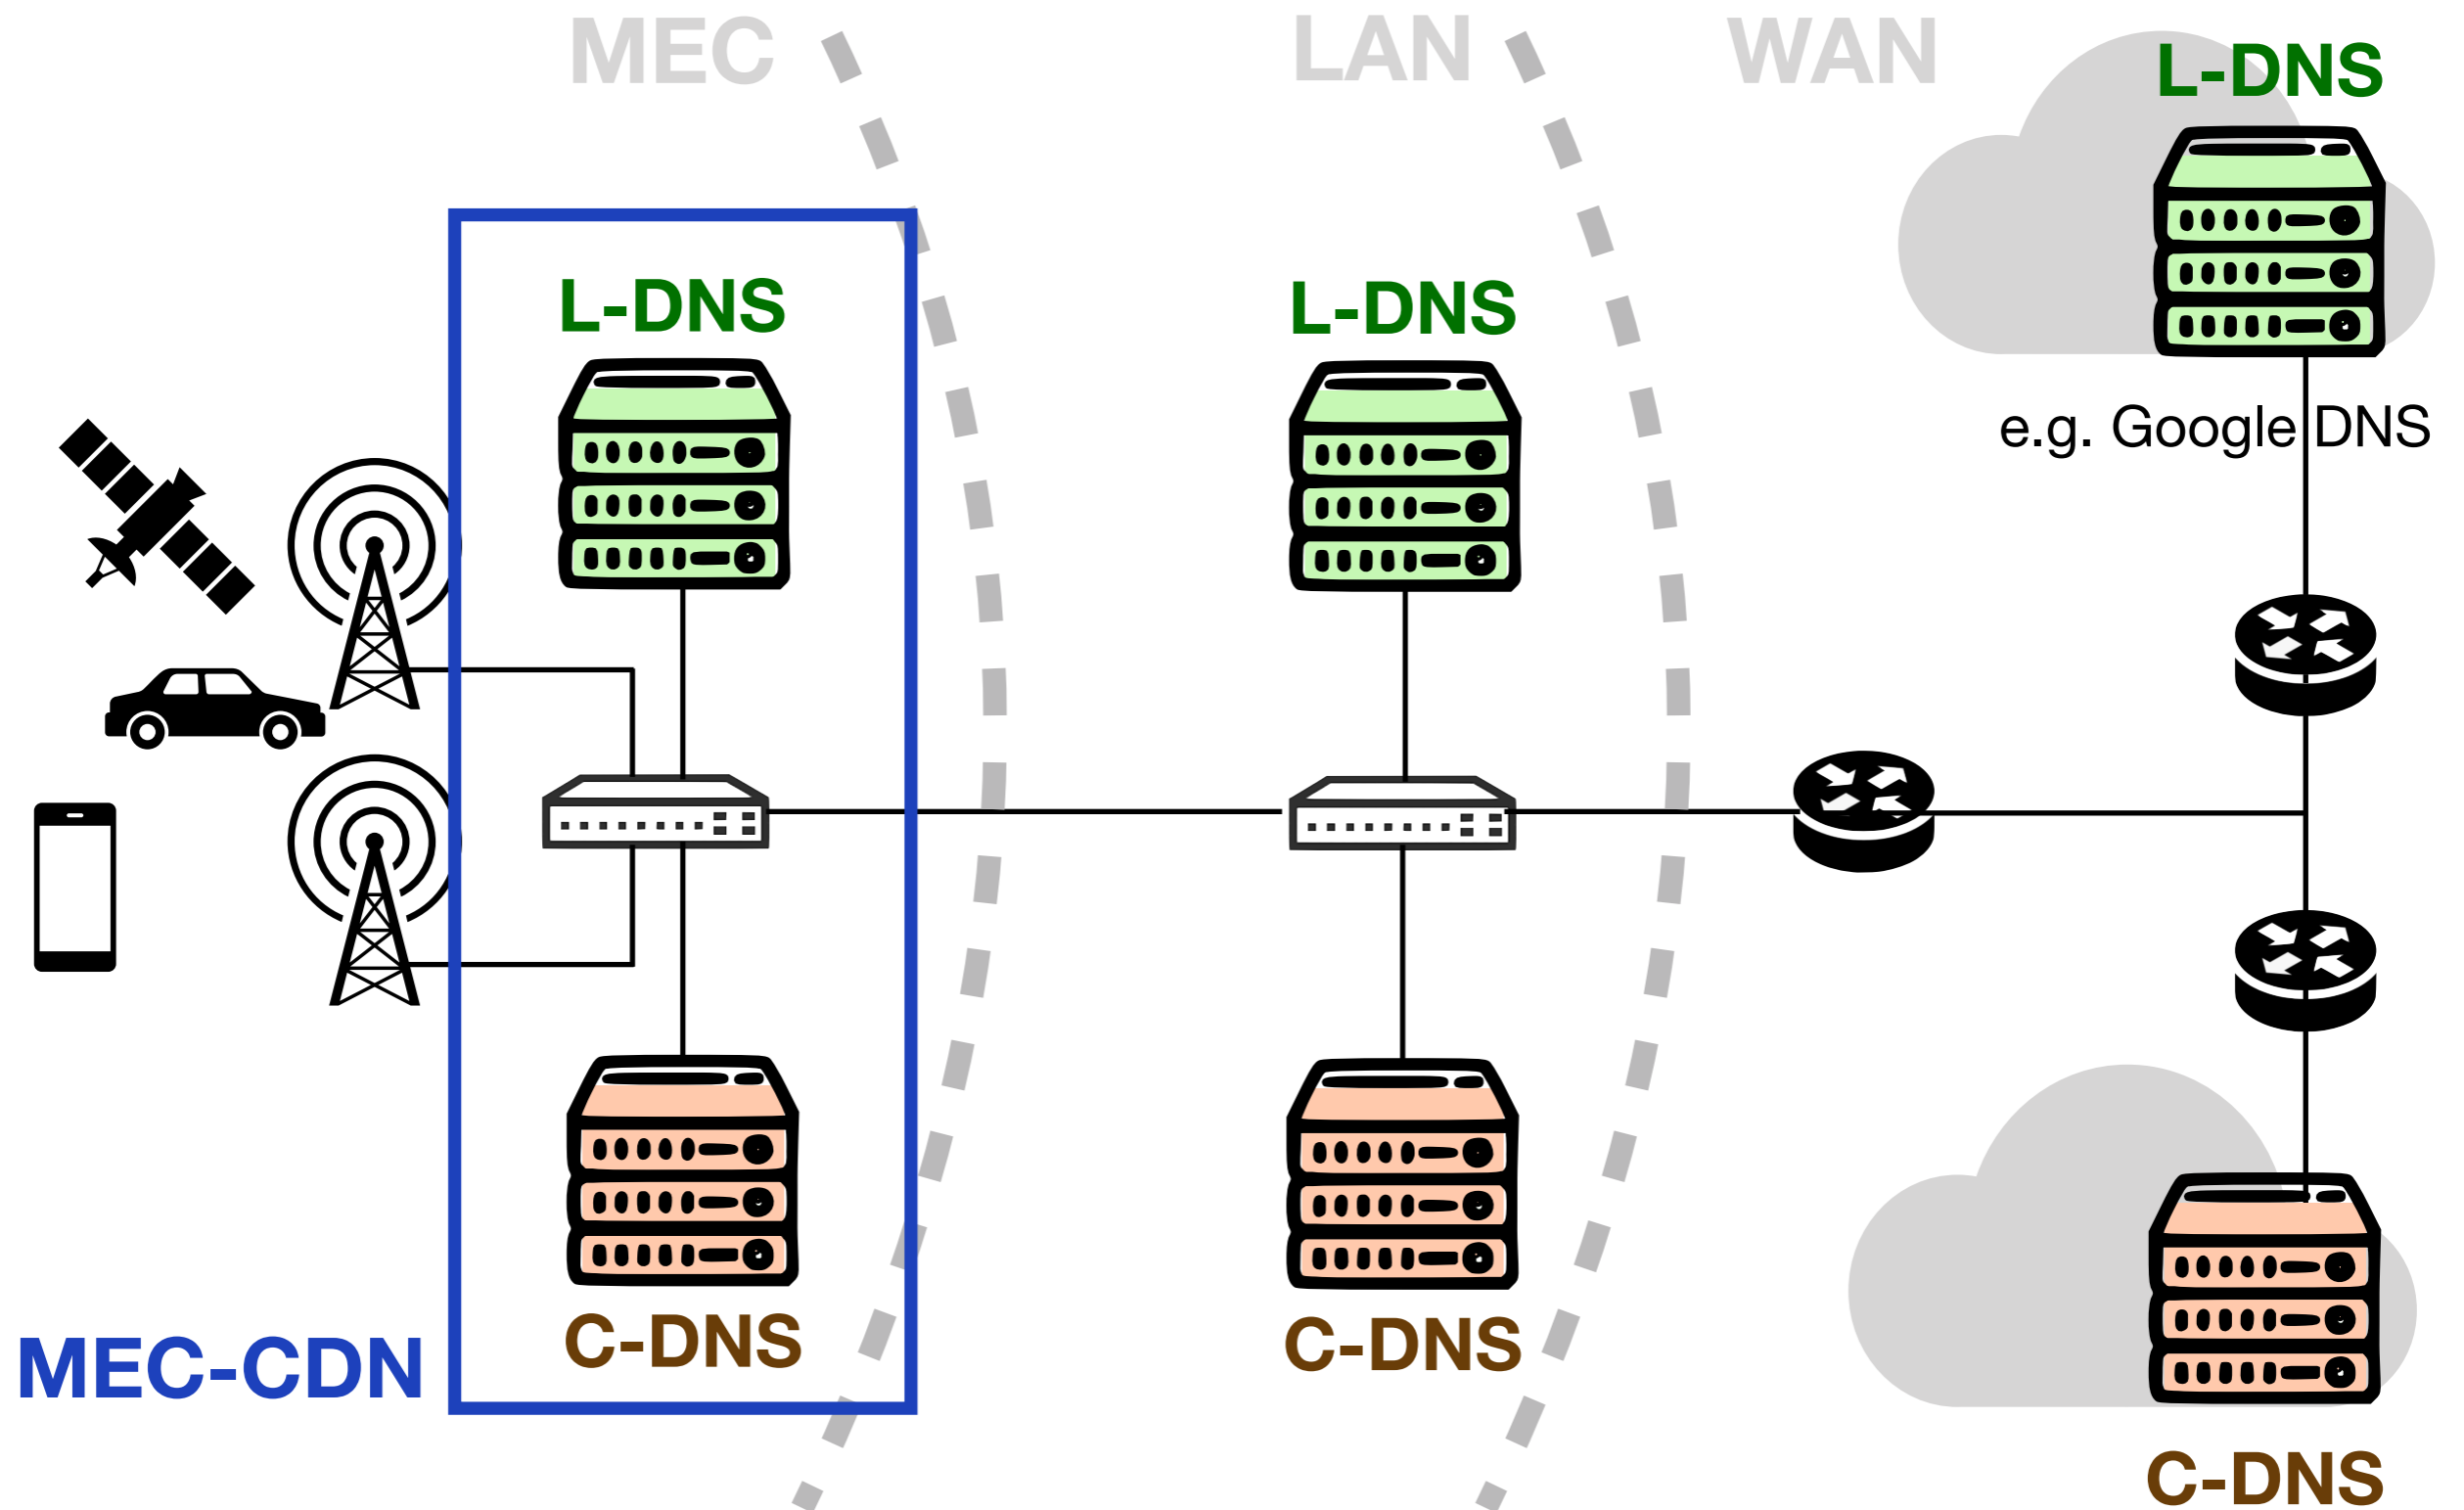 MEC
LAN
WAN
L-DNS
L-DNS
L-DNS
e.g. Google DNS
MEC-CDN
C-DNS
C-DNS
C-DNS